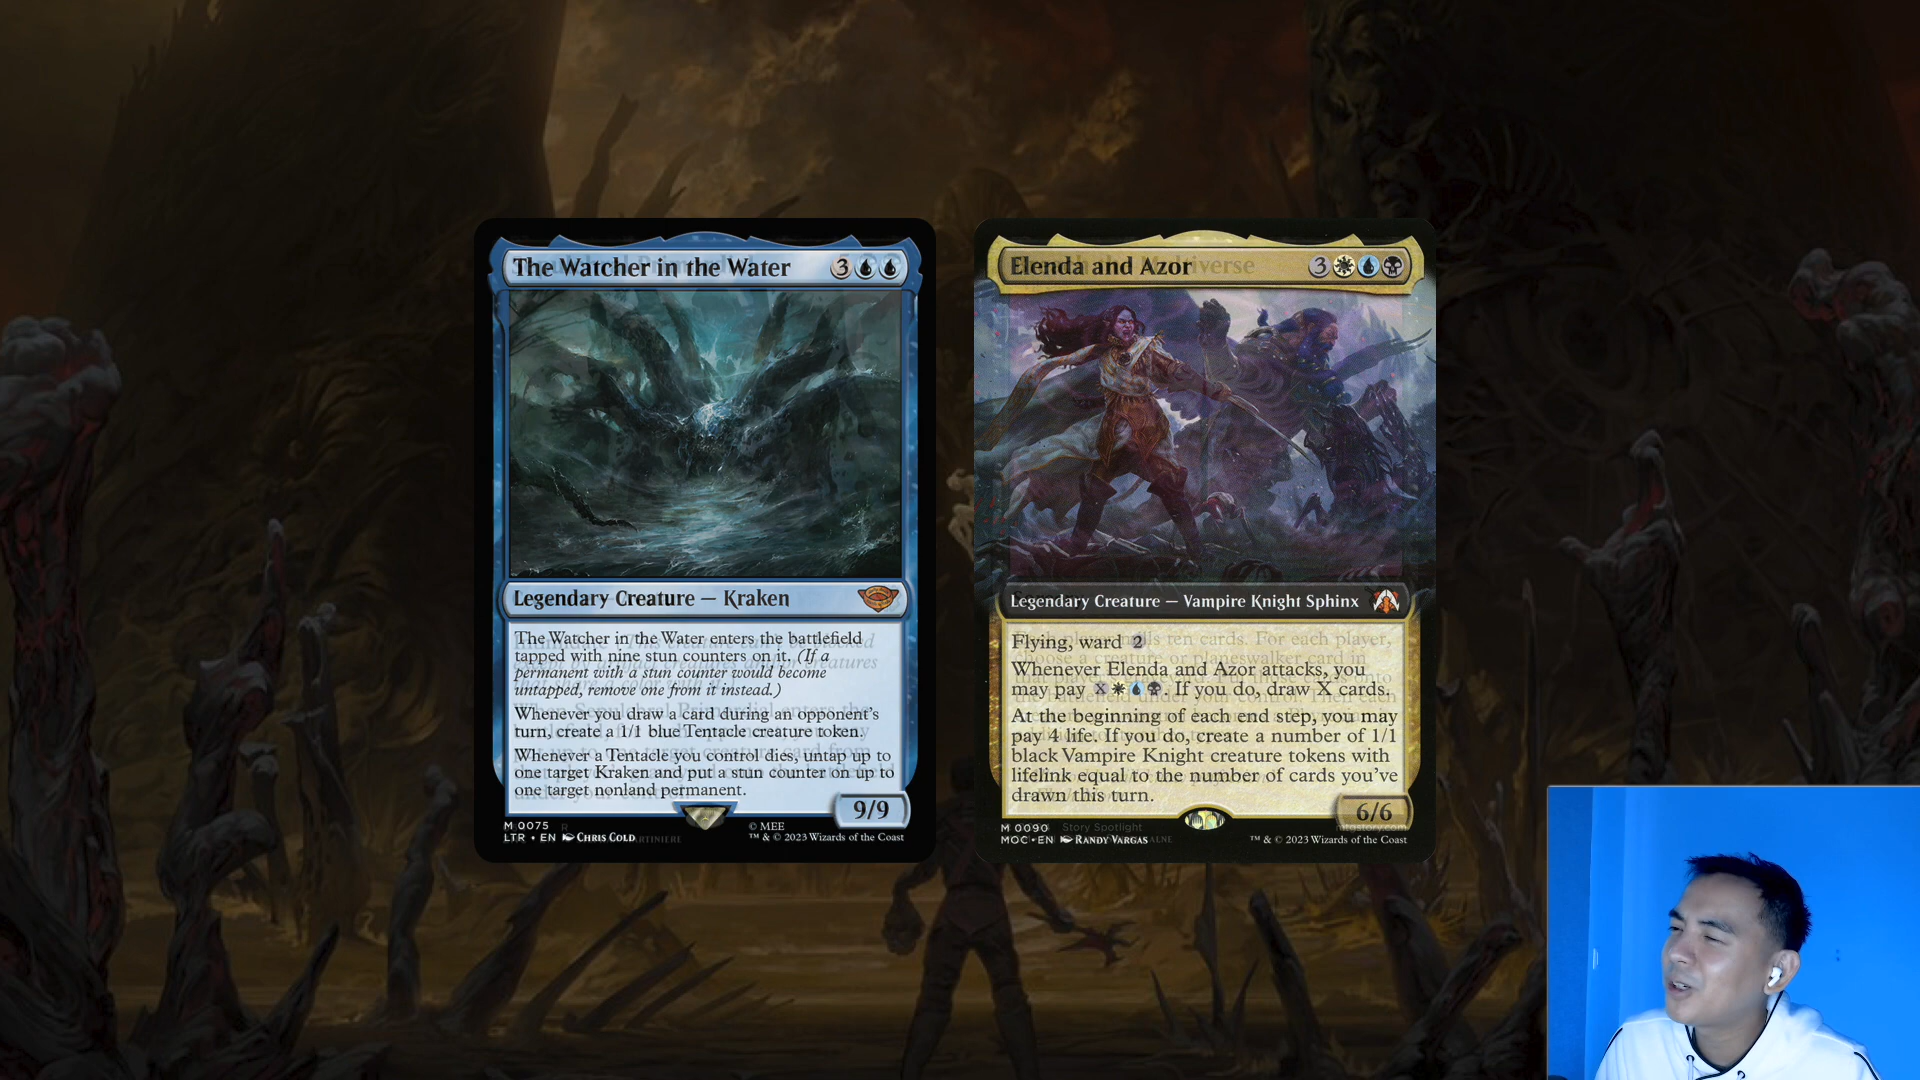 The Watcher in the Water 3
Legendary Creature — Kraken
The Watcher in the Water enters the battlefield
tapped with nine stun counters on it. (If a
permanent with a stun counter would become
untapped, remove one from it instead.)
Whenever you draw a card during an opponent's
turn, create a 1/1 blue Tentacle creature token.
Whenever a Tentacle you control dies, untap up to
one target Kraken and put a stun counter on up to
one target nonland permanent.
9/9
M 0075
LTR • EN CHRIS COLD
© MEE
™ & © 2023 Wizards of the Coast
Elenda and Azor 3
Legendary Creature — Vampire Knight Sphinx
Flying, ward 2
Whenever Elenda and Azor attacks, you
may pay X. If you do, draw X cards.
At the beginning of each end step, you may
pay 4 life. If you do, create a number of 1/1
black Vampire Knight creature tokens with
lifelink equal to the number of cards you've
drawn this turn.
6/6
M 0090 Story Spotlight
MOC • EN RANDY VARGAS
™ & © 2023 Wizards of the Coast